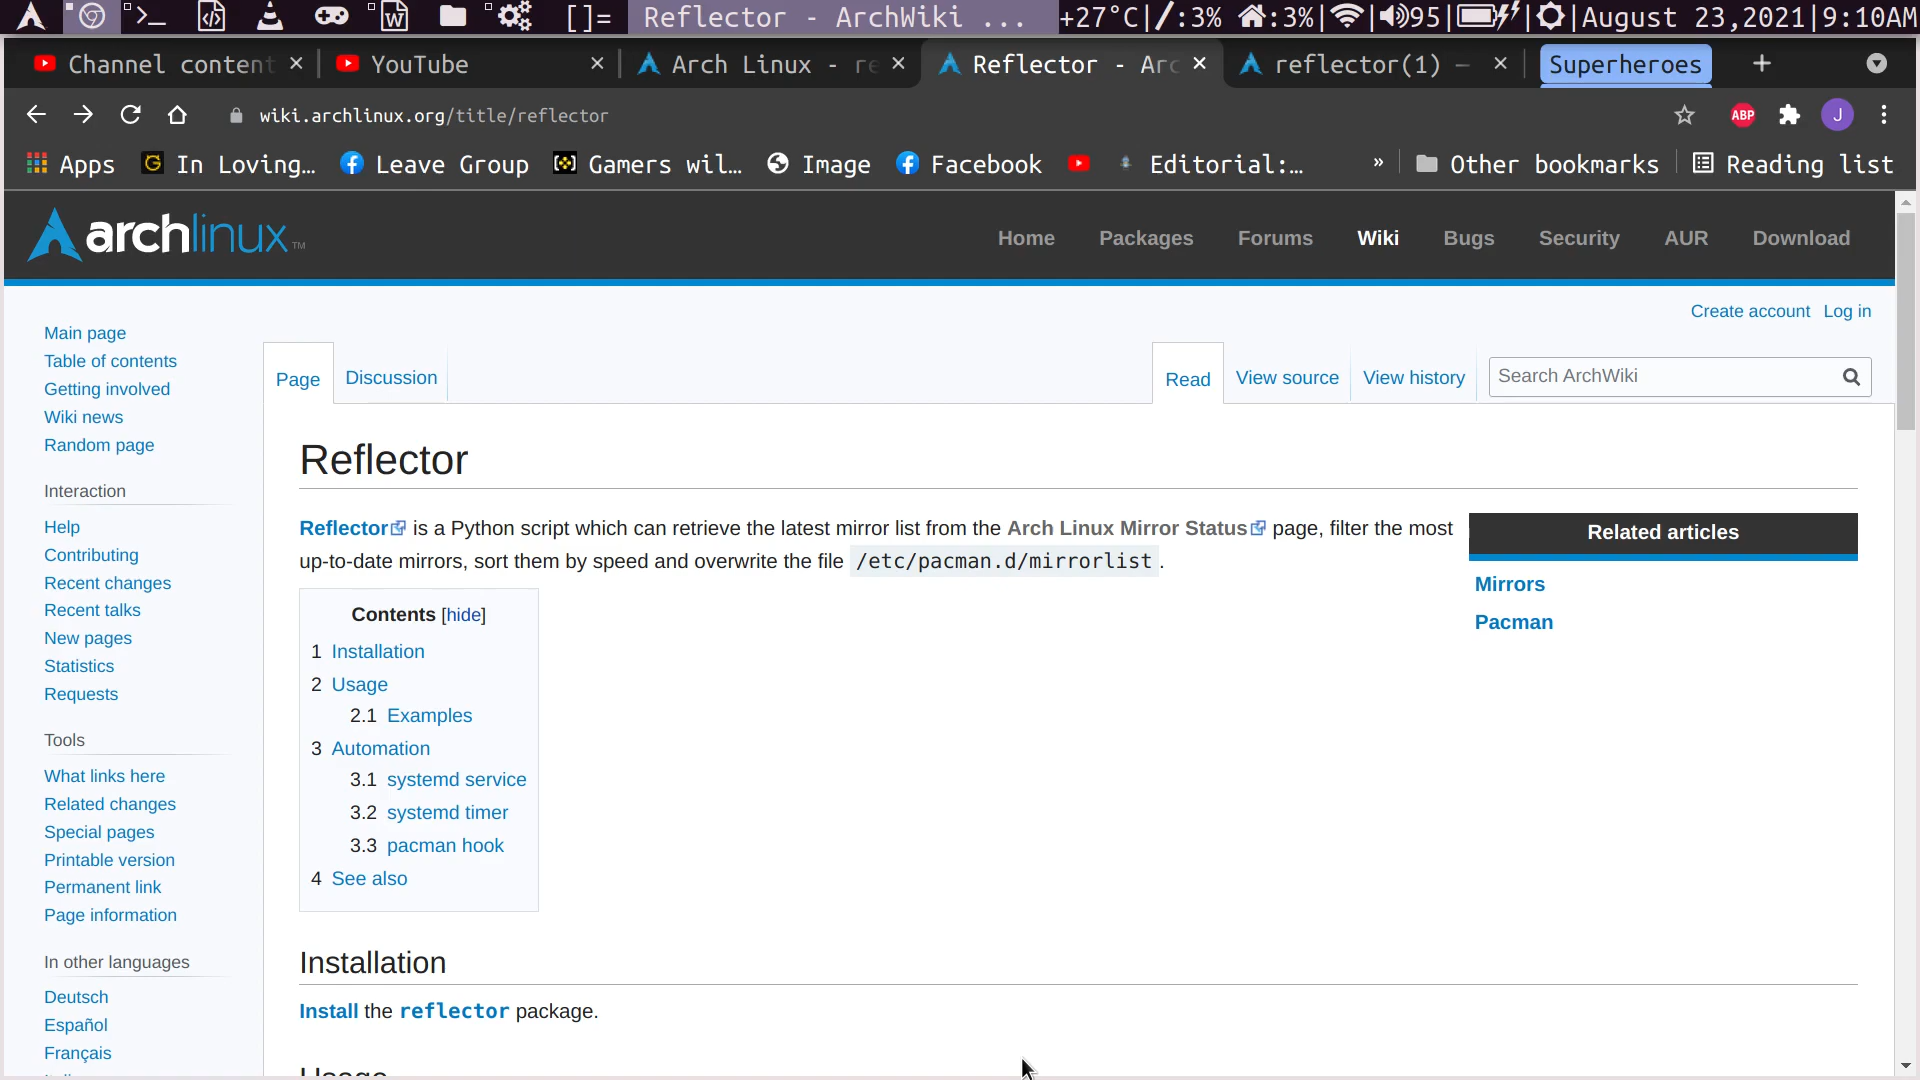 []= Reflector - ArchWiki ... +27°C|/:3% :3%| | 95| | |August 23,2021|9:10AM
Channel content YouTube Arch Linux - re Reflector - Arc reflector(1) — Superheroes
wiki.archlinux.org/title/reflector ABP J
Apps In Loving… Leave Group Gamers wil… Image Facebook Editorial:… » Other bookmarks Reading list
archlinux™ Home Packages Forums Wiki Bugs Security AUR Download
Create account Log in
Main page
Table of contents
Getting involved
Wiki news
Random page
Interaction
Help
Contributing
Recent changes
Recent talks
New pages
Statistics
Requests
Tools
What links here
Related changes
Special pages
Printable version
Permanent link
Page information
In other languages
Deutsch
Español
Français
Page Discussion Read View source View history Search ArchWiki
Reflector
Reflector is a Python script which can retrieve the latest mirror list from the Arch Linux Mirror Status page, filter the most
up-to-date mirrors, sort them by speed and overwrite the file /etc/pacman.d/mirrorlist.
Related articles
Mirrors
Pacman
Contents [hide]
1 Installation
2 Usage
2.1 Examples
3 Automation
3.1 systemd service
3.2 systemd timer
3.3 pacman hook
4 See also
Installation
Install the reflector package.
Usage